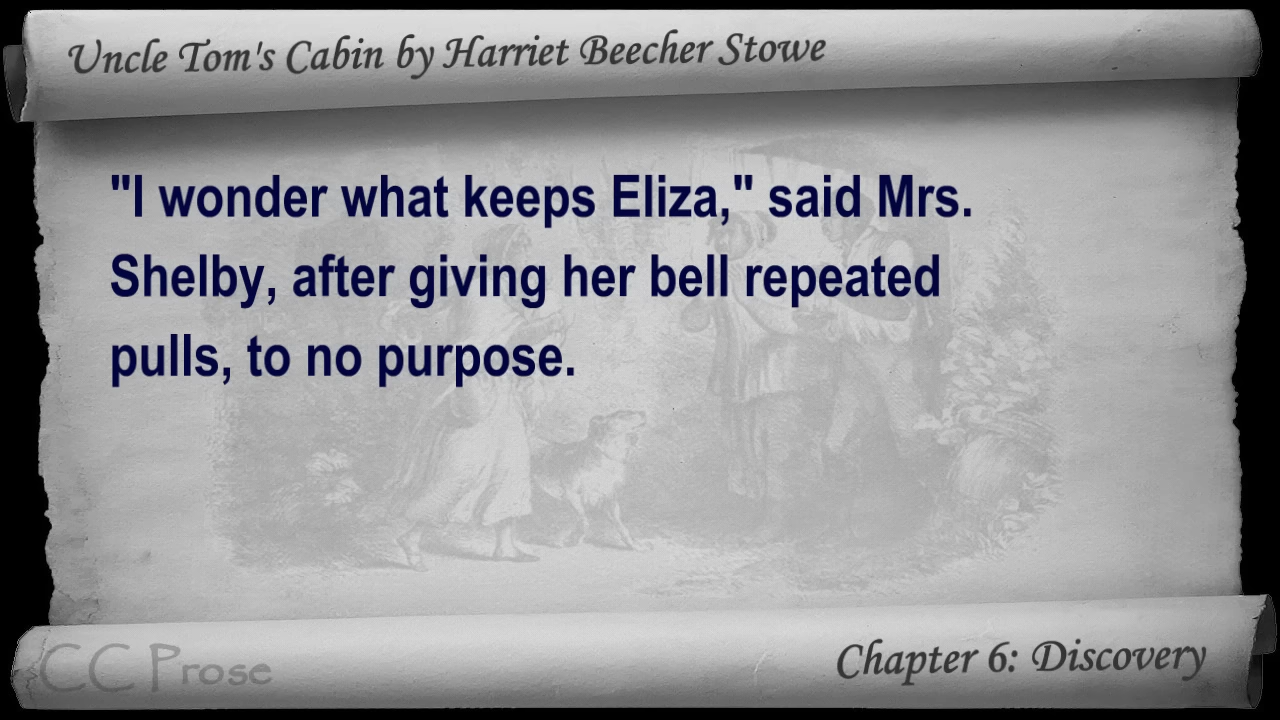 Uncle Tom's Cabin by Harriet Beecher Stowe
"I wonder what keeps Eliza," said Mrs.
Shelby, after giving her bell repeated
pulls, to no purpose.
CC Prose
Chapter 6: Discovery